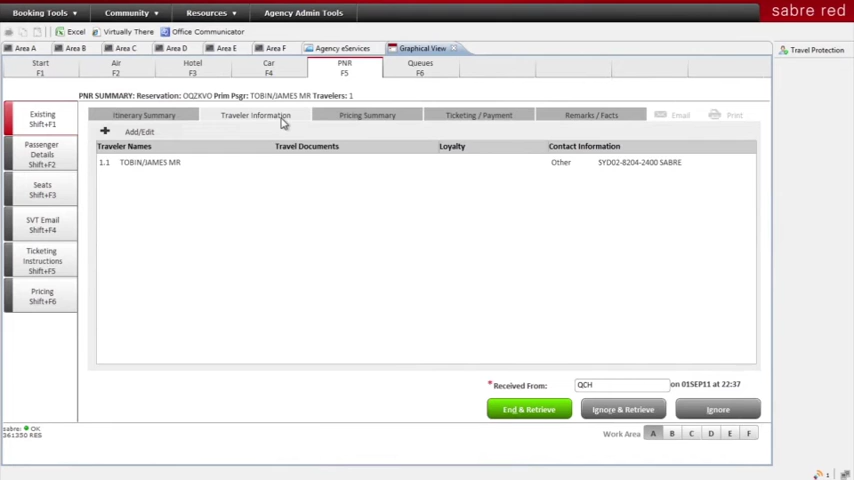 Booking Tools Community Resources Agency Admin Tools sabre red
Excel Virtually There Office Communicator
Area A Area B Area C Area D Area E Area F Agency eServices Graphical View Travel Protection
Start Air Hotel Car PNR Queues
F1 F2 F3 F4 F5 F6
PNR SUMMARY: Reservation: OQZKVO Prim Psgr: TOBIN/JAMES MR Travelers: 1
Existing
Shift+F1
Passenger
Details
Shift+F2
Seats
Shift+F3
SVT Email
Shift+F4
Ticketing
Instructions
Shift+F5
Pricing
Shift+F6
Itinerary Summary Traveler Information Pricing Summary Ticketing / Payment Remarks / Facts Email Print
Add/Edit
Traveler Names Travel Documents Loyalty Contact Information
1.1 TOBIN/JAMES MR Other SYD02-8204-2400 SABRE
*Received From: QCH on 01SEP11 at 22:37
End & Retrieve Ignore & Retrieve Ignore
sabre: OK
361350 RES
Work Area A B C D E F